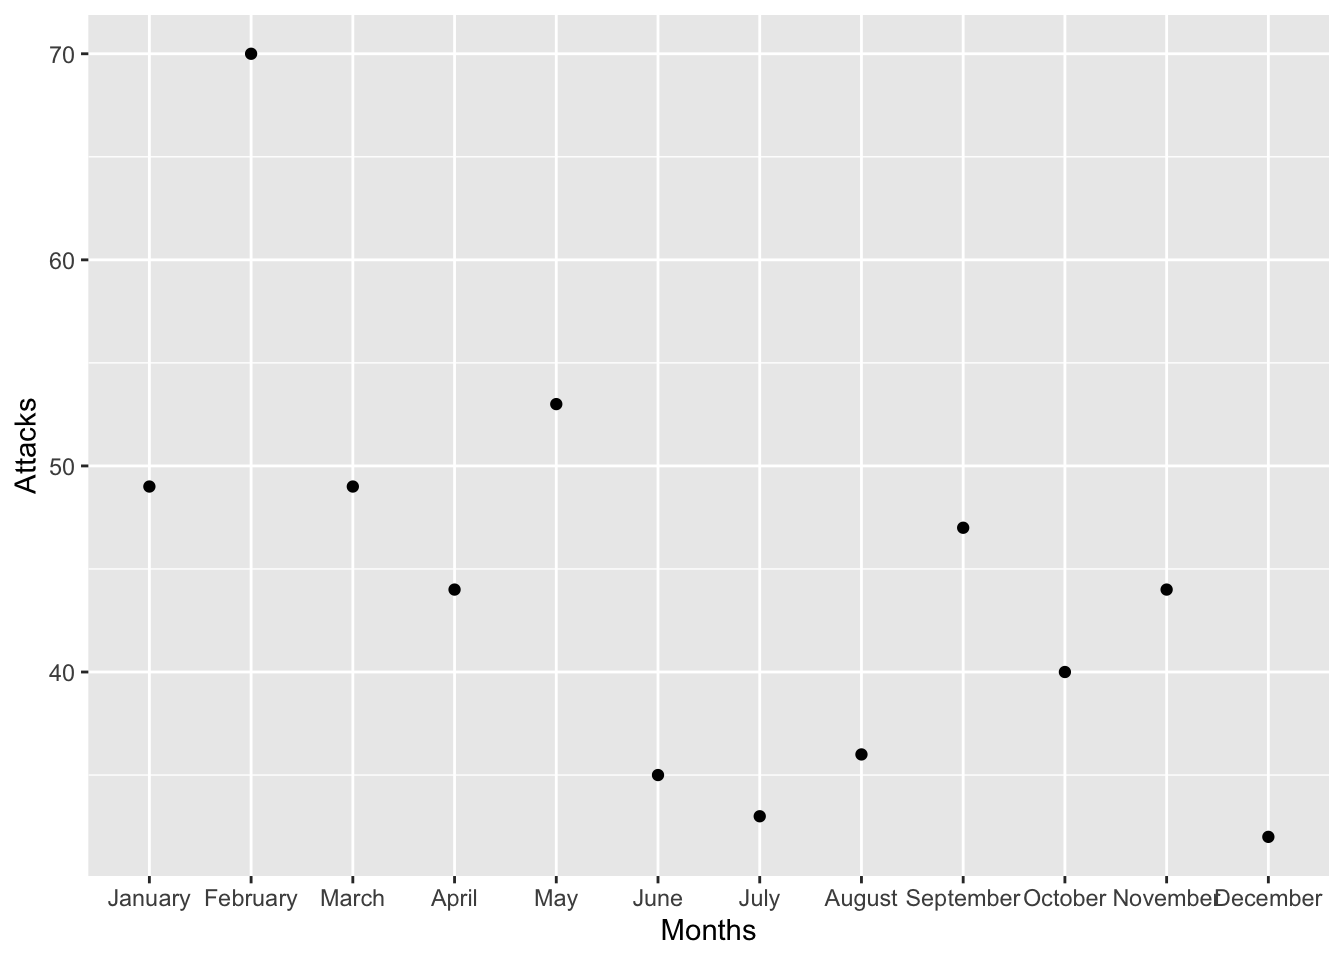 70
60
50
40
Attacks
January February March April May June July August September October November December
Months